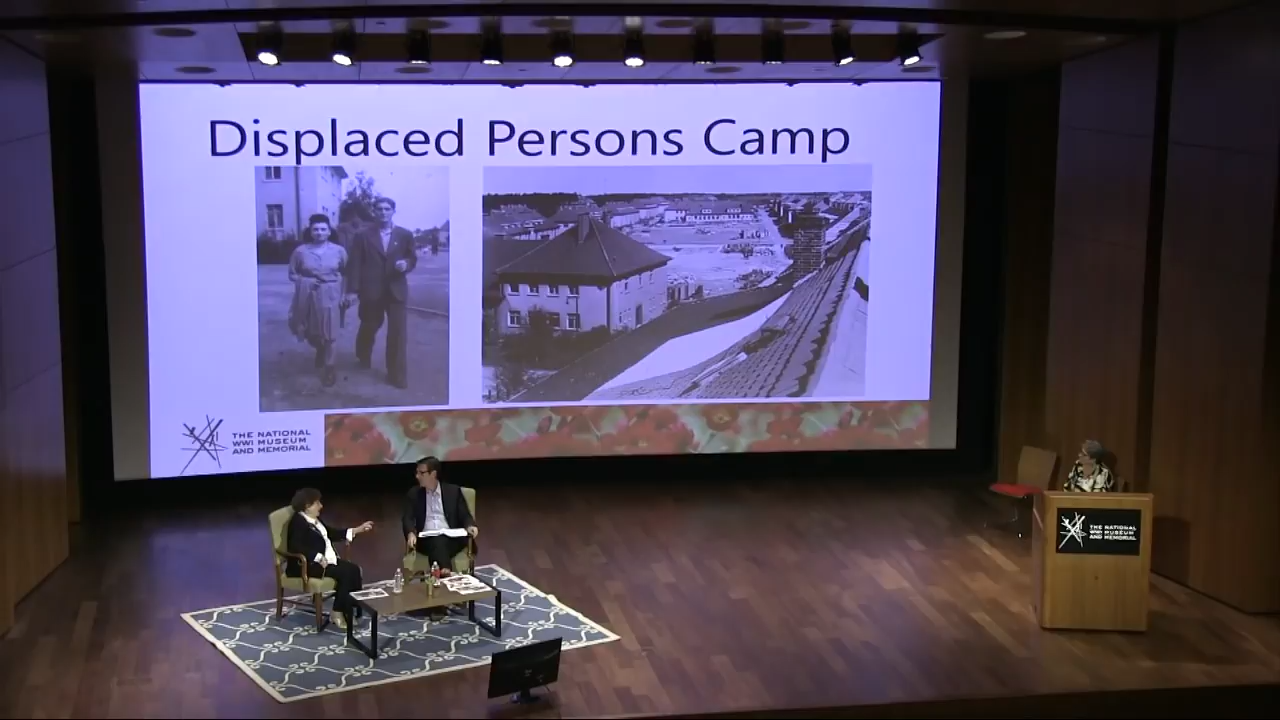 Displaced Persons Camp
THE NATIONAL
WWI MUSEUM
AND MEMORIAL
THE NATIONAL
WWI MUSEUM
AND MEMORIAL